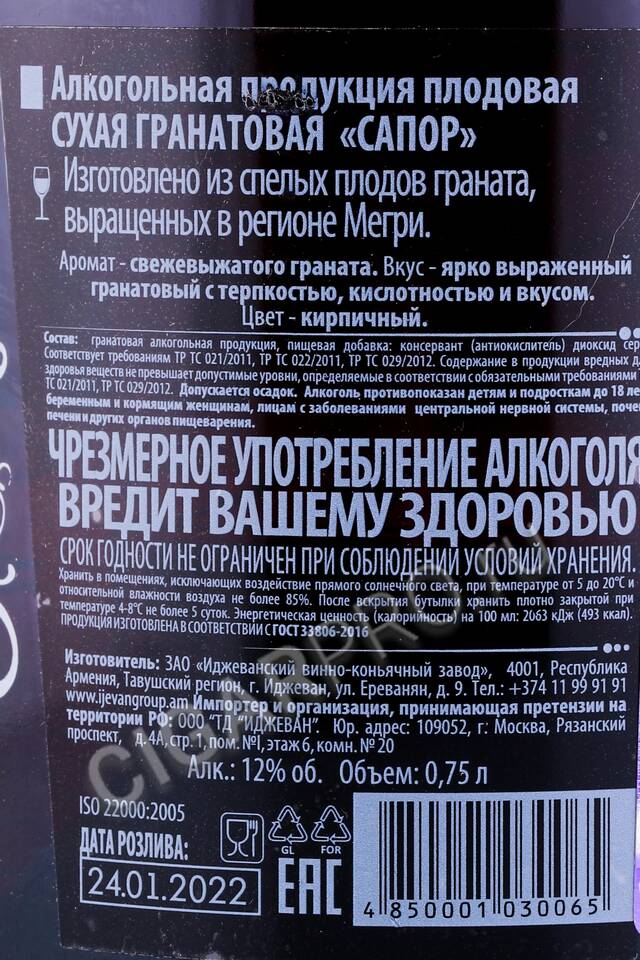 Алкогольная продукция плодовая
СУХАЯ ГРАНАТОВАЯ «САПОР»
Изготовлено из спелых плодов граната,
выращенных в регионе Мегри.
Аромат - свежевыжатого граната. Вкус - ярко выраженный
гранатовый с терпкостью, кислотностью и вкусом.
Цвет - кирпичный.
Состав: гранатовая алкогольная продукция, пищевая добавка: консервант (антиокислитель) диоксид сер
Соответствует требованиям ТР ТС 021/2011, ТР ТС 022/2011, ТР ТС 029/2012. Содержание в продукции вредных д
здоровья веществ не превышает допустимые уровни, определяемые в соответствии с обязательными требованиями
ТС 021/2011, ТР ТС 029/2012. Допускается осадок. Алкоголь противопоказан детям и подросткам до 18 ле
беременным и кормящим женщинам, лицам с заболеваниями центральной нервной системы, поче
печени и других органов пищеварения.
ЧРЕЗМЕРНОЕ УПОТРЕБЛЕНИЕ АЛКОГОЛЯ
ВРЕДИТ ВАШЕМУ ЗДОРОВЬЮ
СРОК ГОДНОСТИ НЕ ОГРАНИЧЕН ПРИ СОБЛЮДЕНИИ УСЛОВИЙ ХРАНЕНИЯ.
Хранить в помещениях, исключающих воздействие прямого солнечного света, при температуре от 5 до 20°С и
относительной влажности воздуха не более 85%. После вскрытия бутылки хранить плотно закрытой при
температуре 4-8°С не более 5 суток. Энергетическая ценность (калорийность) на 100 мл: 2063 кДж (493 ккал).
ПРОДУКЦИЯ ИЗГОТОВЛЕНА В СООТВЕТСТВИИ С ГОСТ 33806-2016
Изготовитель: ЗАО «Иджеванский винно-коньячный завод», 4001, Республика
Армения, Тавушский регион, г. Иджеван, ул. Ереванян, д. 9. Тел.: +374 11 99 91 91
www.ijevangroup.am Импортер и организация, принимающая претензии на
территории РФ: ООО "ТД "ИДЖЕВАН". Юр. адрес: 109052, г. Москва, Рязанский
проспект, д. 4А, стр. 1, пом. №I, этаж 6, комн. № 20
Алк.: 12% об. Объем: 0,75 л
ISO 22000:2005
ДАТА РОЗЛИВА:
24.01.2022
GL FOR
EAC
4 850001 030065
CIGARPRO.ru